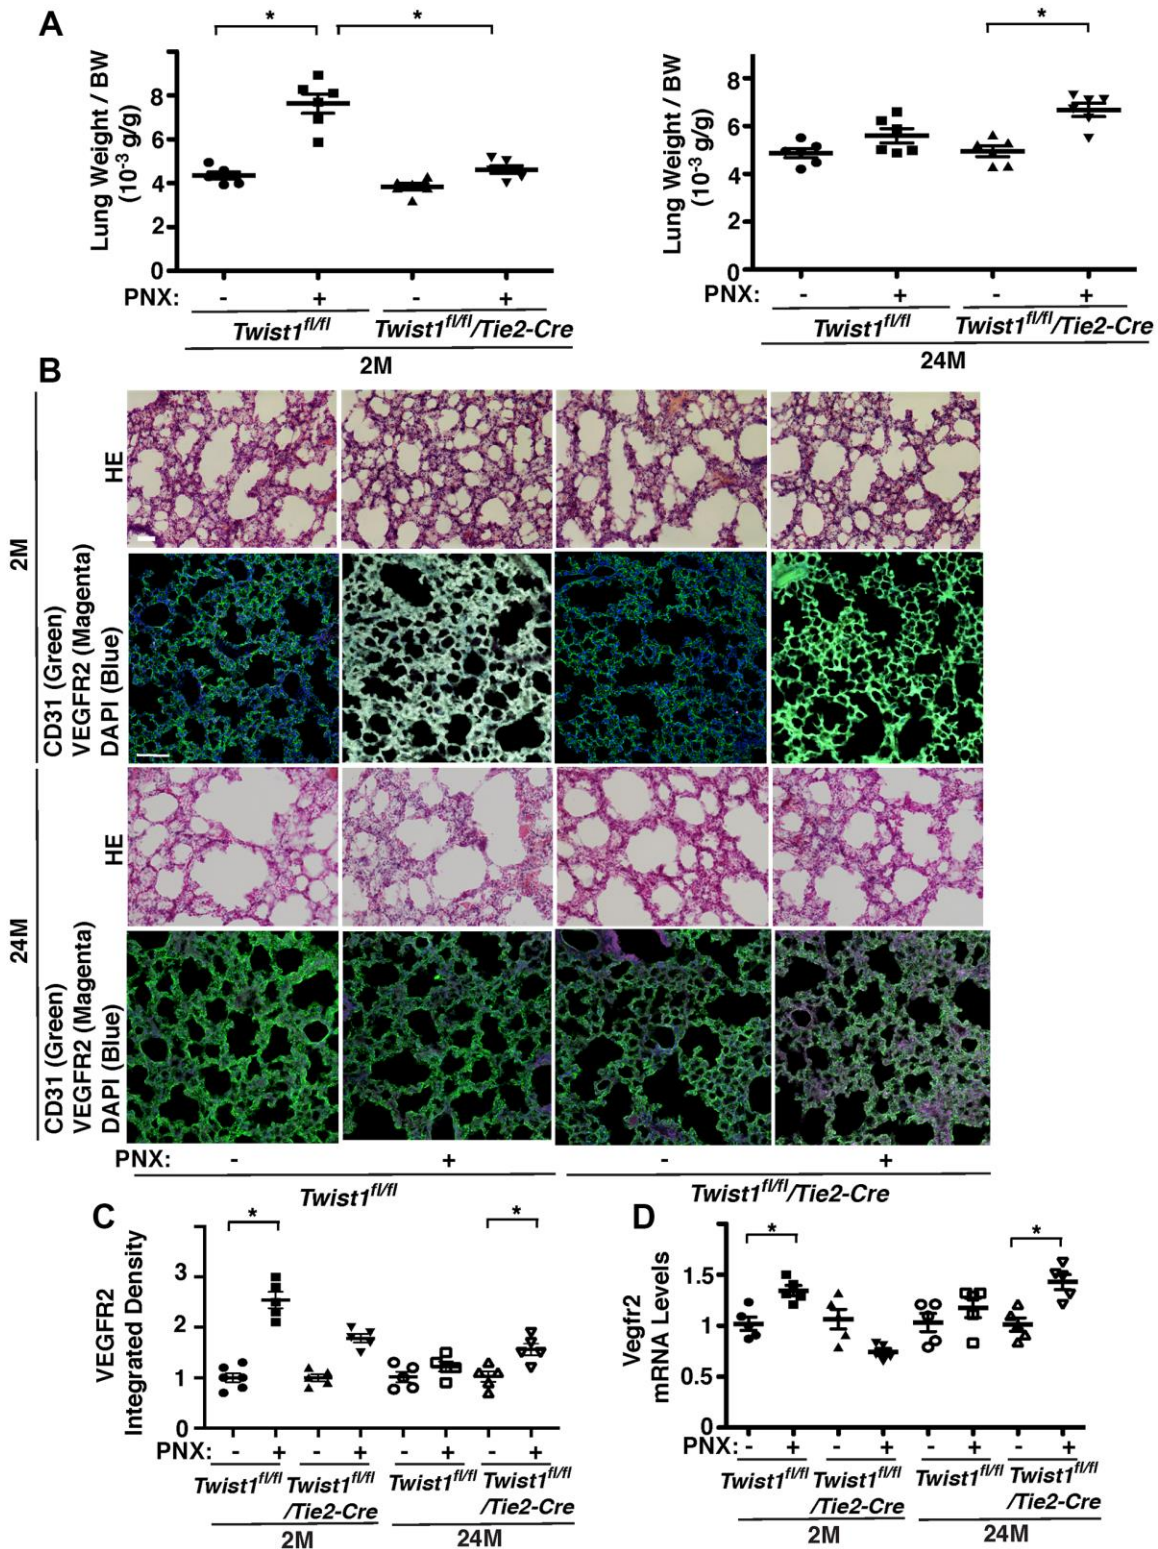 A
*
*
*
Lung Weight / BW
(10-3 g/g)
8
6
4
2
0
PNX:
-
+
-
+
Twist1fl/fl
Twist1fl/fl/Tie2-Cre
2M
Lung Weight / BW
(10-3 g/g)
8
6
4
2
0
PNX:
-
+
-
+
Twist1fl/fl
Twist1fl/fl/Tie2-Cre
24M
B
2M
HE
CD31 (Green)
VEGFR2 (Magenta)
DAPI (Blue)
24M
HE
CD31 (Green)
VEGFR2 (Magenta)
DAPI (Blue)
PNX:
-
+
-
+
Twist1fl/fl
Twist1fl/fl/Tie2-Cre
C
*
*
VEGFR2
Integrated Density
3
2
1
0
PNX:
-
+
-
+
-
+
-
+
Twist1fl/fl
Twist1fl/fl
/Tie2-Cre
Twist1fl/fl
Twist1fl/fl
/Tie2-Cre
2M
24M
D
*
*
Vegfr2
mRNA Levels
1.5
1
0.5
0
PNX:
-
+
-
+
-
+
-
+
Twist1fl/fl
Twist1fl/fl
/Tie2-Cre
Twist1fl/fl
Twist1fl/fl
/Tie2-Cre
2M
24M